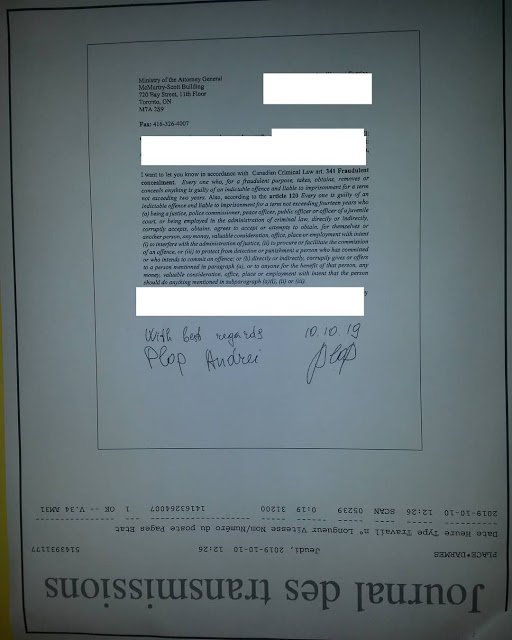 Ministry of the Attorney General
McMurtry-Scott Building
720 Bay Street, 11th Floor
Toronto, ON
M7A 2S9
Fax: 416-326-4007
I want to let you know in accordance with Canadian Criminal Law art. 341 Fraudulent
concealment. Every one who, for a fraudulent purpose, takes, obtains, removes or
conceals anything is guilty of an indictable offence and liable to imprisonment for a term
not exceeding two years. Also, according to the article 120 Every one is guilty of an
indictable offence and liable to imprisonment for a term not exceeding fourteen years who
(a) being a justice, police commissioner, peace officer, public officer or officer of a juvenile
court, or being employed in the administration of criminal law, directly or indirectly,
corruptly accepts, obtains, agrees to accept or attempts to obtain, for themselves or
another person, any money, valuable consideration, office, place or employment with intent
(i) to interfere with the administration of justice, (ii) to procure or facilitate the commission
of an offence, or (iii) to protect from detection or punishment a person who has committed
or who intends to commit an offence; or (b) directly or indirectly, corruptly gives or offers
to a person mentioned in paragraph (a), or to anyone for the benefit of that person, any
money, valuable consideration, office, place or employment with intent that the person
should do anything mentioned in subparagraph (a)(i), (ii) or (iii).
With best regards 10.10.19
Plop Andrei Plop
Journal des transmissions
PLACE*DARMES Jeudi, 2019-10-10 12:26 5143931177
Date Heure Type Travail n° Longueur Vitesse Nom/Numéro du poste Pages Etat
2019-10-10 12:26 SCAN 05239 0:19 31200 14163264007 1 OK -- V.34 AM31